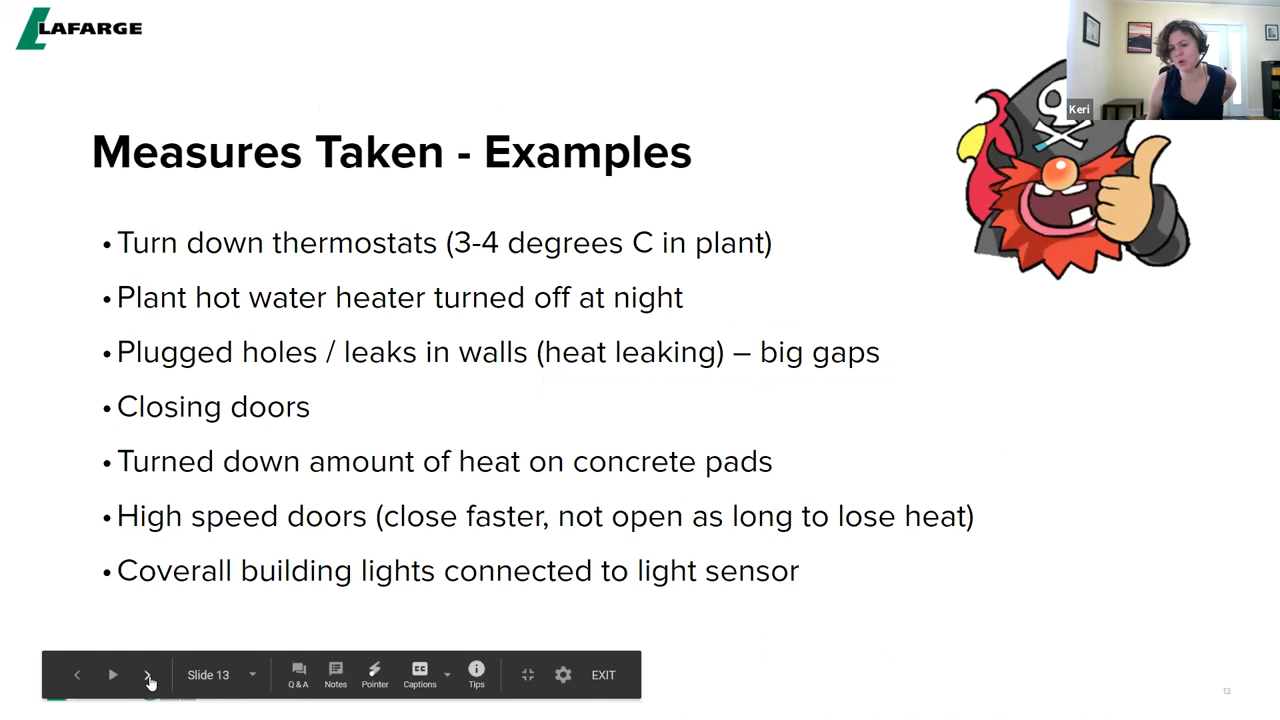 LAFARGE
Keri
Measures Taken - Examples
• Turn down thermostats (3-4 degrees C in plant)
• Plant hot water heater turned off at night
• Plugged holes / leaks in walls (heat leaking) – big gaps
• Closing doors
• Turned down amount of heat on concrete pads
• High speed doors (close faster, not open as long to lose heat)
• Coverall building lights connected to light sensor
Slide 13
Q & A
Notes
Pointer
Captions
Tips
EXIT
13